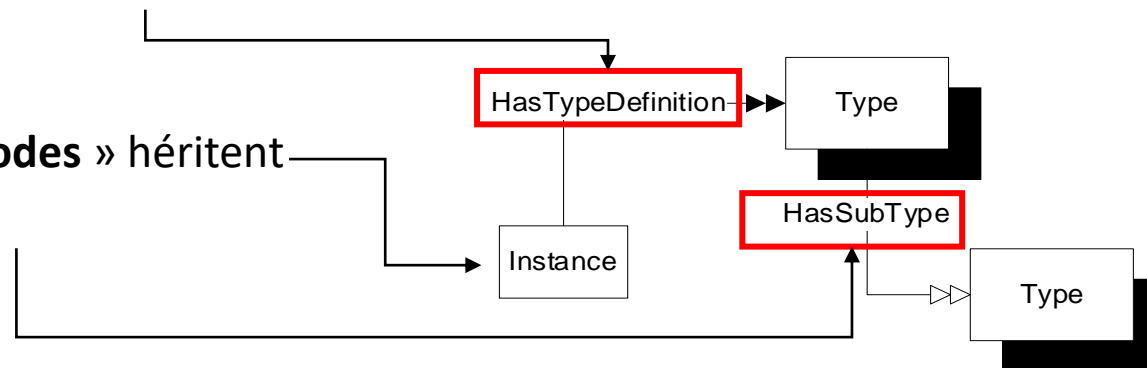 HasTypeDefinition
Type
odes » héritent
HasSubType
Instance
Type